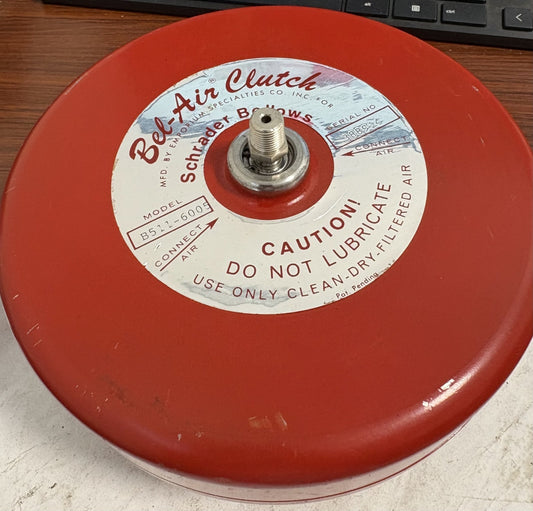 Bel-Air Clutch®
MFD. BY EMPORIUM SPECIALTIES CO. INC. FOR
Schrader Bellows
SERIAL NO.
CONNECT
AIR
MODEL
B511-6005
CONNECT
AIR
CAUTION!
DO NOT LUBRICATE
USE ONLY CLEAN-DRY-FILTERED AIR
Pat. Pending